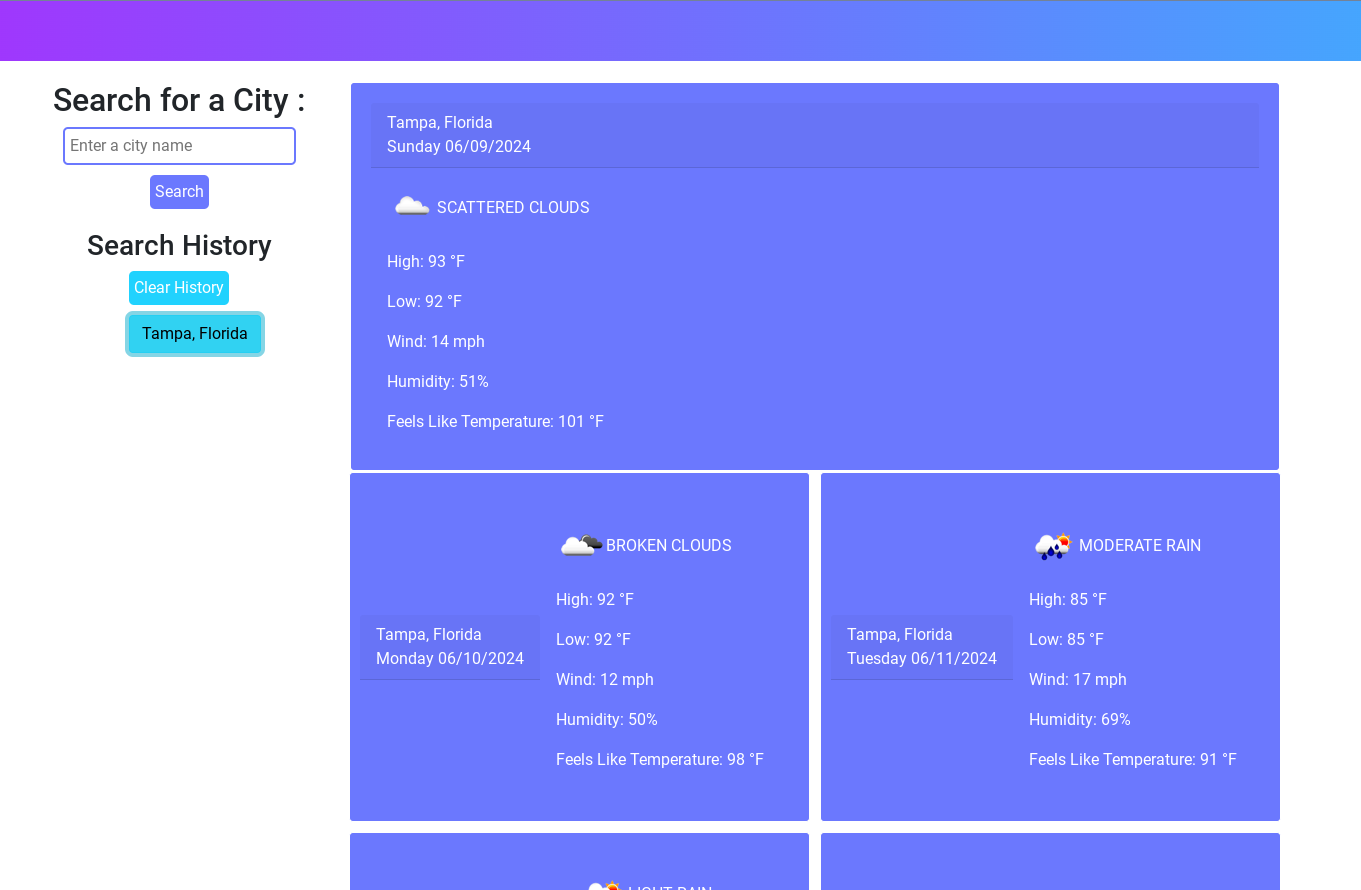 Search for a City :
Enter a city name
Search
Search History
Clear History
Tampa, Florida
Tampa, Florida
Sunday 06/09/2024
SCATTERED CLOUDS
High: 93 °F
Low: 92 °F
Wind: 14 mph
Humidity: 51%
Feels Like Temperature: 101 °F
Tampa, Florida
Monday 06/10/2024
BROKEN CLOUDS
High: 92 °F
Low: 92 °F
Wind: 12 mph
Humidity: 50%
Feels Like Temperature: 98 °F
Tampa, Florida
Tuesday 06/11/2024
MODERATE RAIN
High: 85 °F
Low: 85 °F
Wind: 17 mph
Humidity: 69%
Feels Like Temperature: 91 °F
LIGHT RAIN